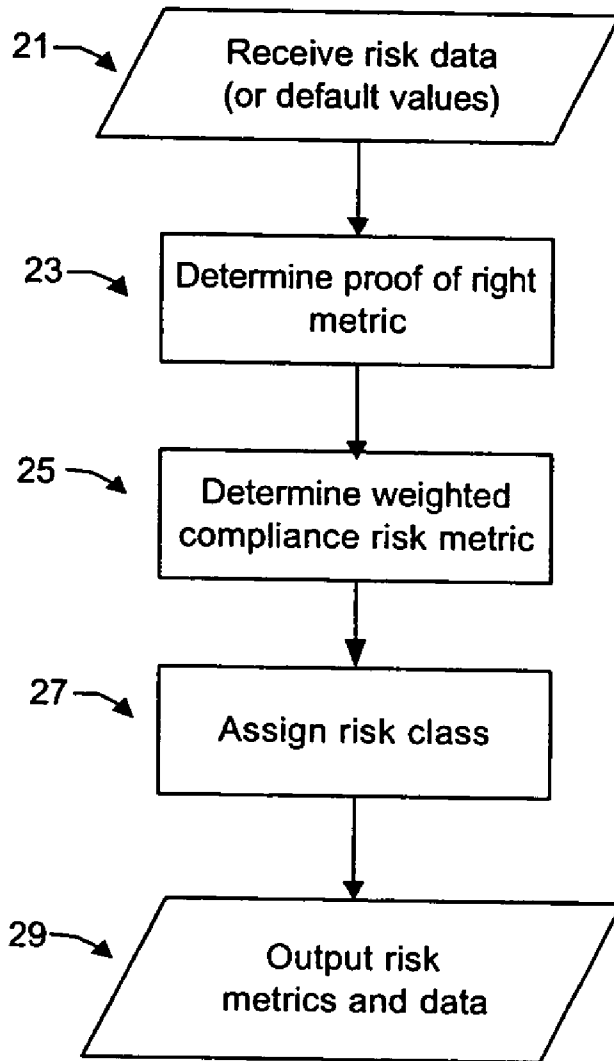 21
Receive risk data
(or default values)
23
Determine proof of right
metric
25
Determine weighted
compliance risk metric
27
Assign risk class
29
Output risk
metrics and data